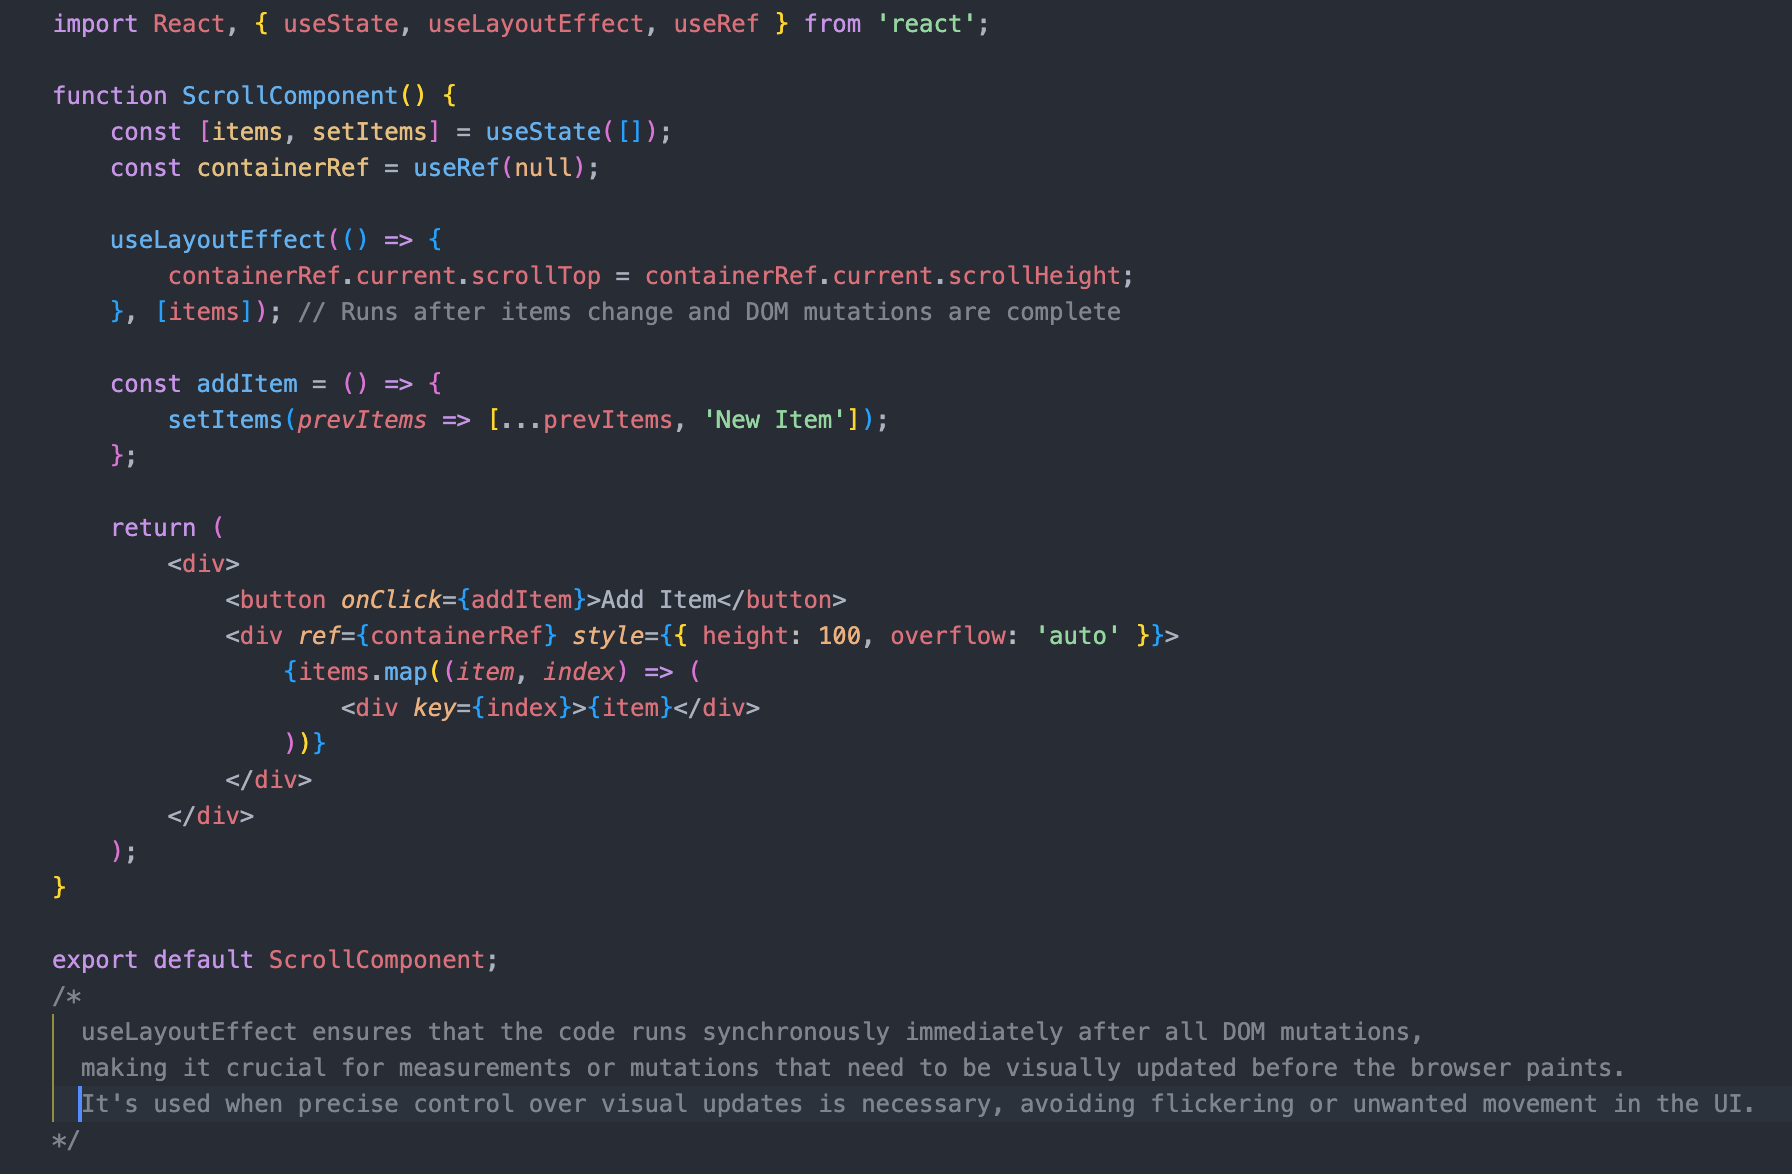 import React, { useState, useLayoutEffect, useRef } from 'react';

function ScrollComponent() {
    const [items, setItems] = useState([]);
    const containerRef = useRef(null);

    useLayoutEffect(() => {
        containerRef.current.scrollTop = containerRef.current.scrollHeight;
    }, [items]); // Runs after items change and DOM mutations are complete

    const addItem = () => {
        setItems(prevItems => [...prevItems, 'New Item']);
    };

    return (
        <div>
            <button onClick={addItem}>Add Item</button>
            <div ref={containerRef} style={{ height: 100, overflow: 'auto' }}>
                {items.map((item, index) => (
                    <div key={index}>{item}</div>
                ))}
            </div>
        </div>
    );
}

export default ScrollComponent;
/*
  useLayoutEffect ensures that the code runs synchronously immediately after all DOM mutations,
  making it crucial for measurements or mutations that need to be visually updated before the browser paints.
  It's used when precise control over visual updates is necessary, avoiding flickering or unwanted movement in the UI.
*/